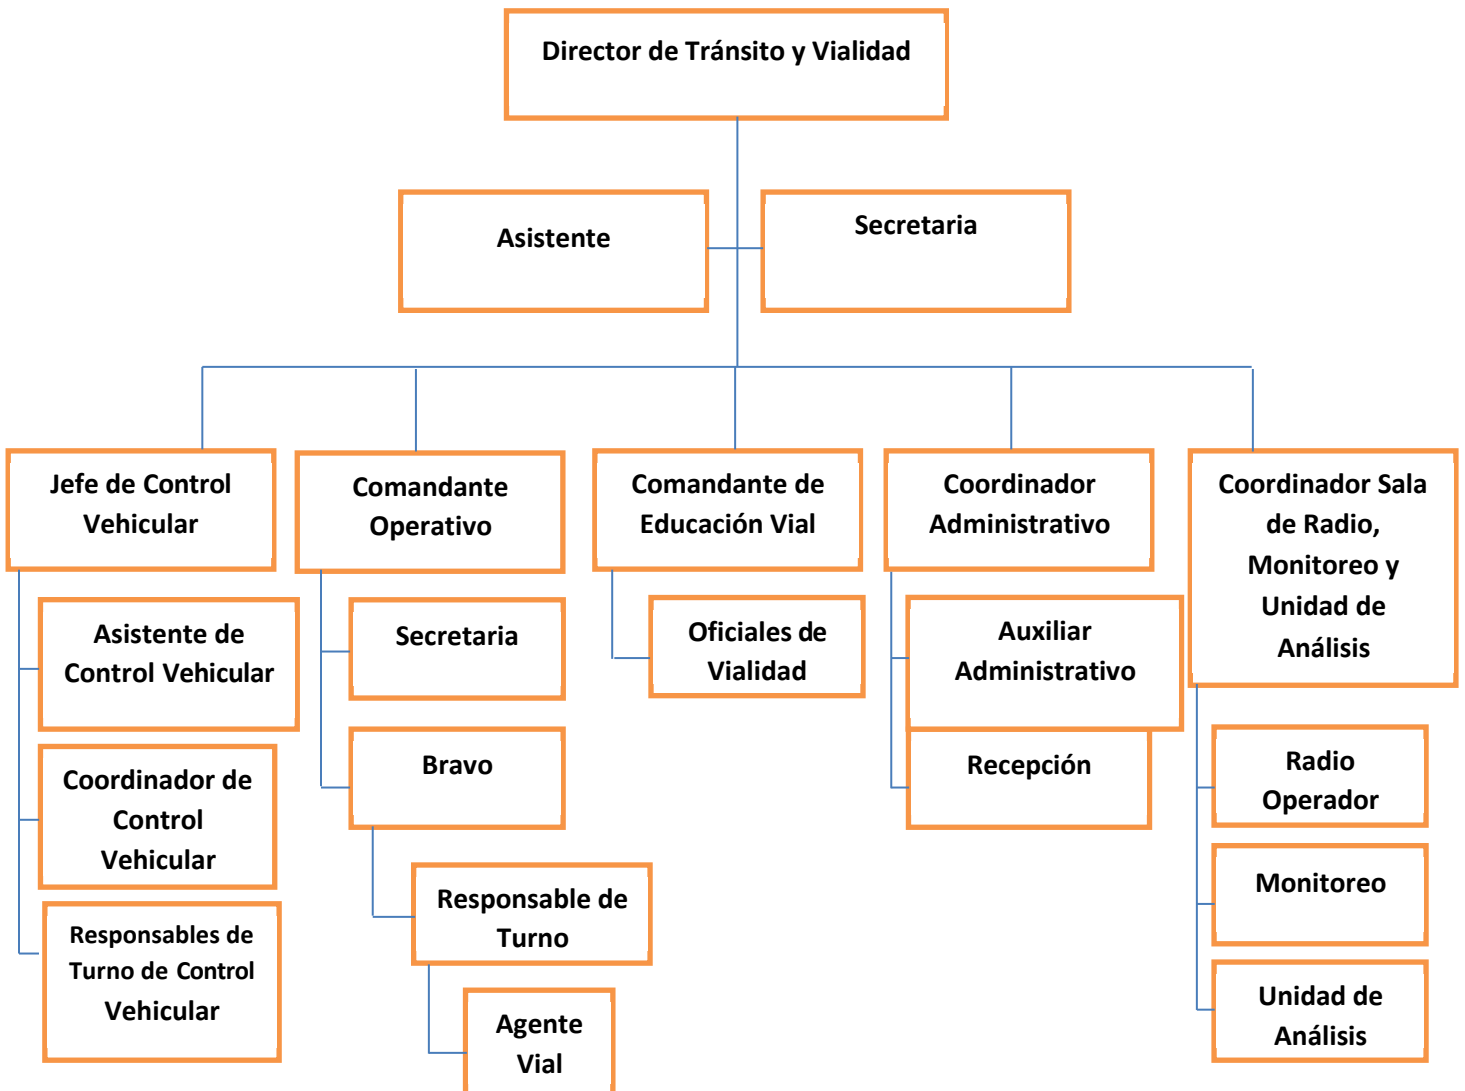 Director de Tránsito y Vialidad
Asistente
Secretaria
Jefe de Control
Vehicular
Comandante
Operativo
Comandante de
Educación Vial
Coordinador
Administrativo
Coordinador Sala
de Radio,
Monitoreo y
Unidad de
Análisis
Asistente de
Control Vehicular
Coordinador de
Control
Vehicular
Responsables de
Turno de Control
Vehicular
Secretaria
Bravo
Responsable de
Turno
Agente
Vial
Oficiales de
Vialidad
Auxiliar
Administrativo
Recepción
Radio
Operador
Monitoreo
Unidad de
Análisis